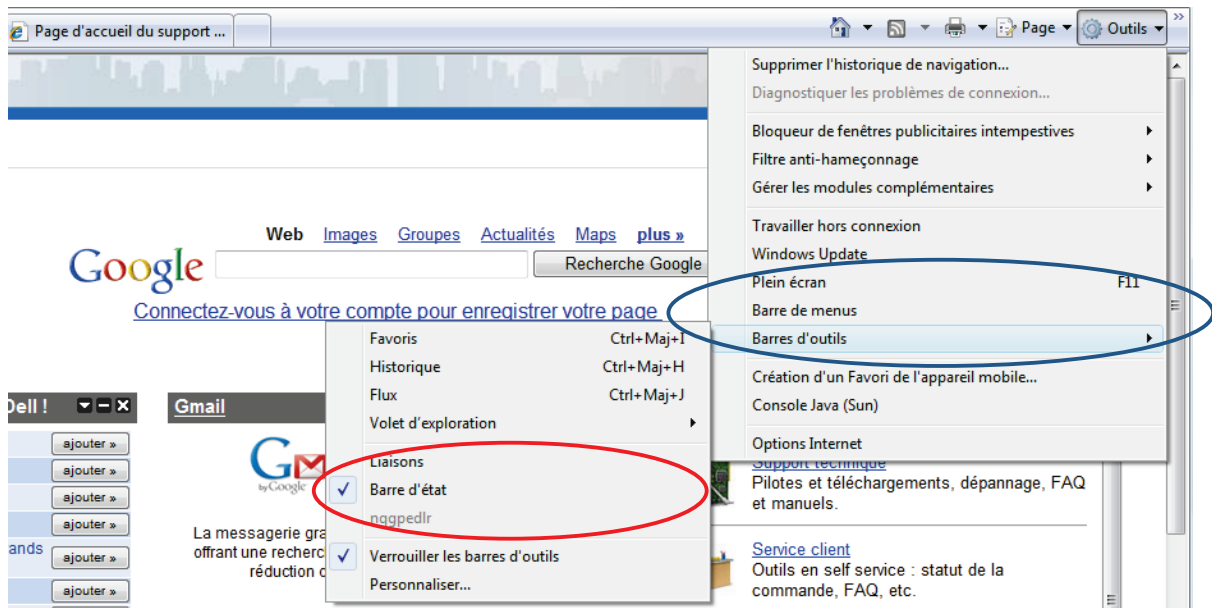 Page d'accueil du support ...
Page
Outils
»
Supprimer l'historique de navigation...
Diagnostiquer les problèmes de connexion...
Bloqueur de fenêtres publicitaires intempestives
Filtre anti-hameçonnage
Gérer les modules complémentaires
Travailler hors connexion
Windows Update
Plein écran F11
Barre de menus
Barres d'outils
Création d'un Favori de l'appareil mobile...
Console Java (Sun)
Options Internet
Web Images Groupes Actualités Maps plus »
Google
Recherche Google
Connectez-vous à votre compte pour enregistrer votre page
Favoris Ctrl+Maj+I
Historique Ctrl+Maj+H
Flux Ctrl+Maj+J
Volet d'exploration
Liaisons
Barre d'état
nqgpedlr
Verrouiller les barres d'outils
Personnaliser...
Dell !
ajouter »
ajouter »
ajouter »
ajouter »
ands ajouter »
ajouter »
Gmail
G
by Google
La messagerie gra
offrant une recherc
réduction d
Support technique
Pilotes et téléchargements, dépannage, FAQ
et manuels.
Service client
Outils en self service : statut de la
commande, FAQ, etc.